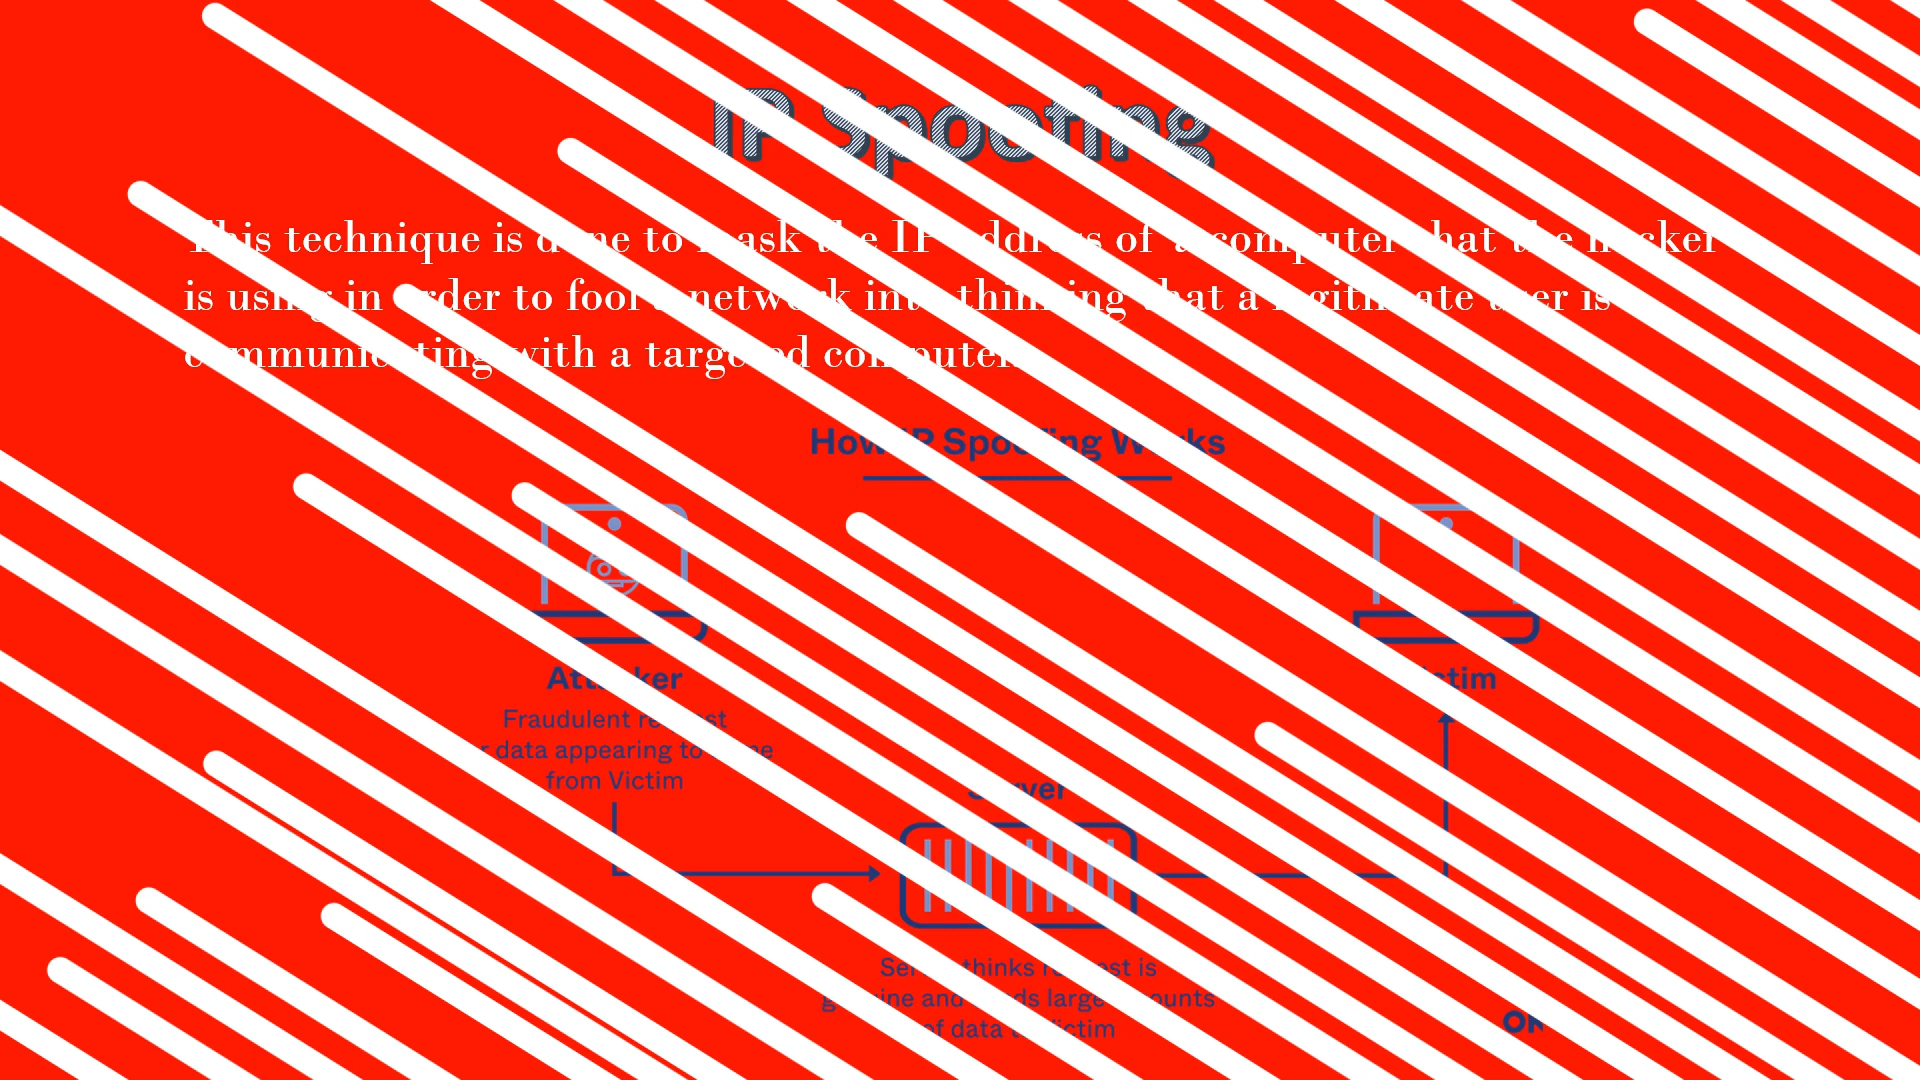 IP Spoofing
This technique is done to mask the IP address of a computer that the hacker
is using in order to fool a network into thinking that a legitimate user is
communicating with a targeted computer.
How IP Spoofing Works
Attacker
Victim
Fraudulent request
for data appearing to come
from Victim
Server
Server thinks request is
genuine and sends large amounts
of data to Victim